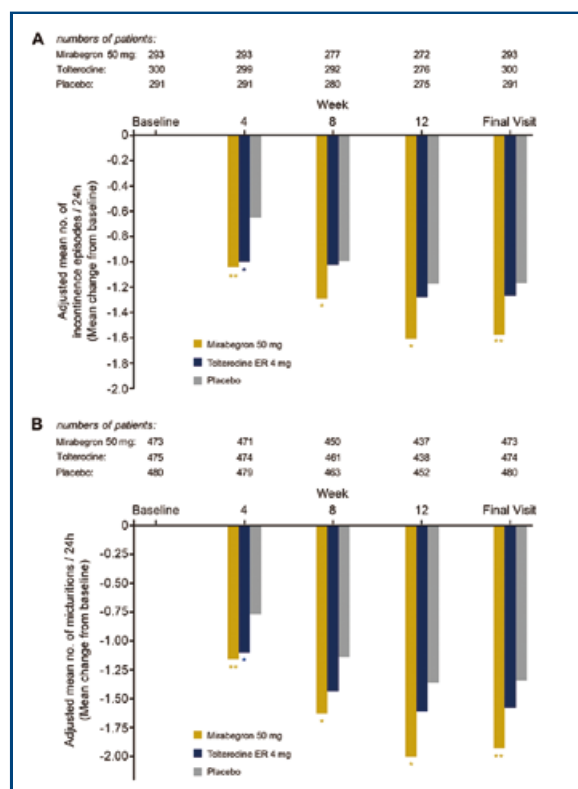 A numbers of patients:
Mirabegron 50 mg: 293 293 277 272 293
Tolterodine: 300 299 292 276 300
Placebo: 291 291 280 275 291
Week
Baseline 4 8 12 Final Visit
0
-0.2
-0.4
-0.6
-0.8
-1.0
-1.2
-1.4
-1.6
-1.8
-2.0
Adjusted mean no. of
incontinence episodes / 24h
(Mean change from baseline)
** * * * **
Mirabegron 50 mg
Tolterodine ER 4 mg
Placebo
B numbers of patients:
Mirabegron 50 mg: 473 471 450 437 473
Tolterodine: 475 474 461 438 474
Placebo: 480 479 463 452 480
Week
Baseline 4 8 12 Final Visit
0
-0.25
-0.50
-0.75
-1.00
-1.25
-1.50
-1.75
-2.00
Adjusted mean no. of micturitions / 24h
(Mean change from baseline)
** * * * **
Mirabegron 50 mg
Tolterodine ER 4 mg
Placebo